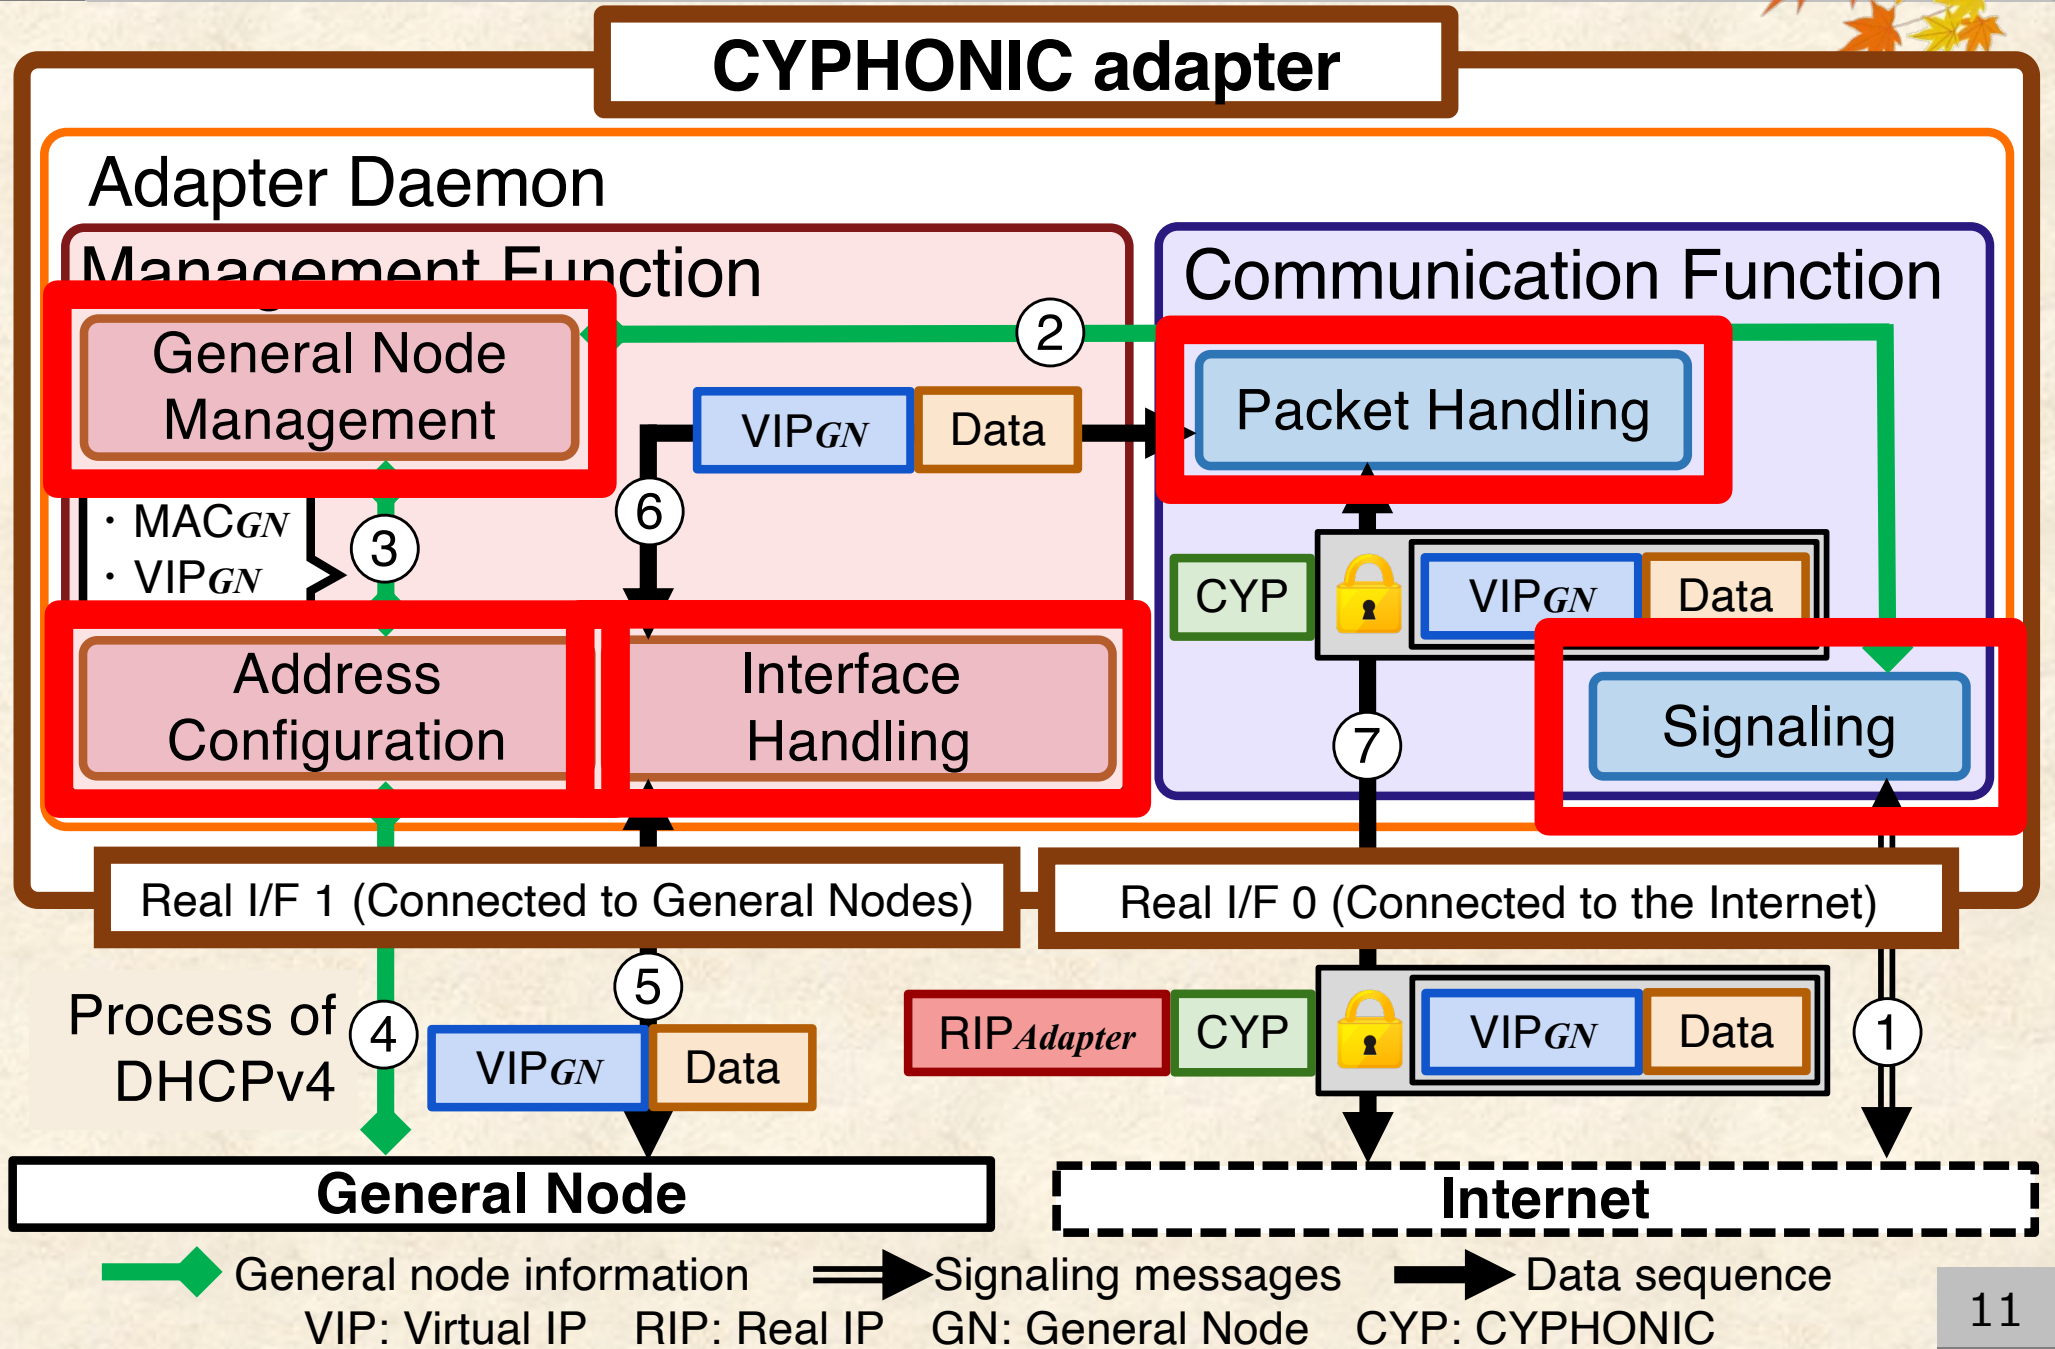 CYPHONIC adapter
Adapter Daemon
Management Function
Communication Function
General Node
Management
2
Packet Handling
VIPGN
Data
6
・MACGN
・VIPGN
3
CYP
VIPGN
Data
Address
Configuration
Interface
Handling
Signaling
7
Real I/F 1 (Connected to General Nodes)
Real I/F 0 (Connected to the Internet)
Process of
DHCPv4
4
5
VIPGN
Data
RIPAdapter
CYP
VIPGN
Data
1
General Node
Internet
General node information
Signaling messages
Data sequence
VIP: Virtual IP RIP: Real IP GN: General Node CYP: CYPHONIC
11